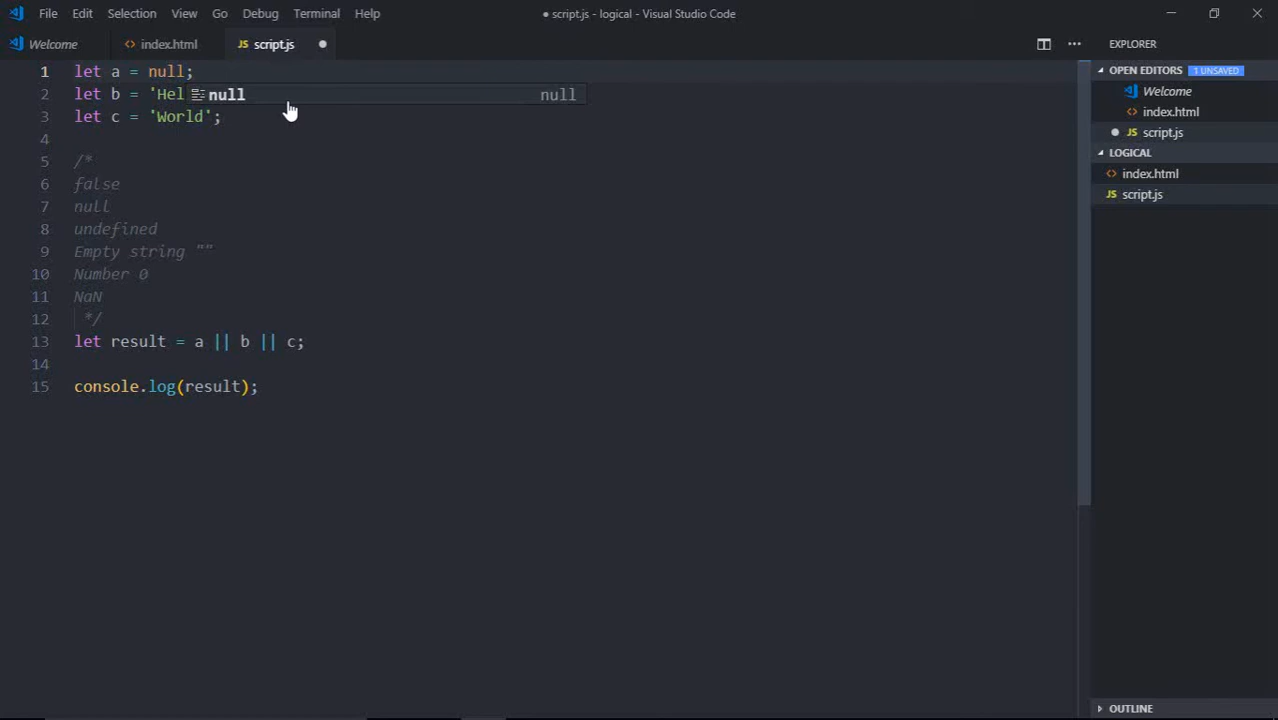 File Edit Selection View Go Debug Terminal Help
● script.js - logical - Visual Studio Code
Welcome index.html JS script.js
EXPLORER
1 let a = null;
2 let b = 'Hel
null null
3 let c = 'World';
4
5 /*
6 false
7 null
8 undefined
9 Empty string ""
10 Number 0
11 NaN
12 */
13 let result = a || b || c;
14
15 console.log(result);
OPEN EDITORS 1 UNSAVED
Welcome
index.html
JS script.js
LOGICAL
index.html
JS script.js
OUTLINE